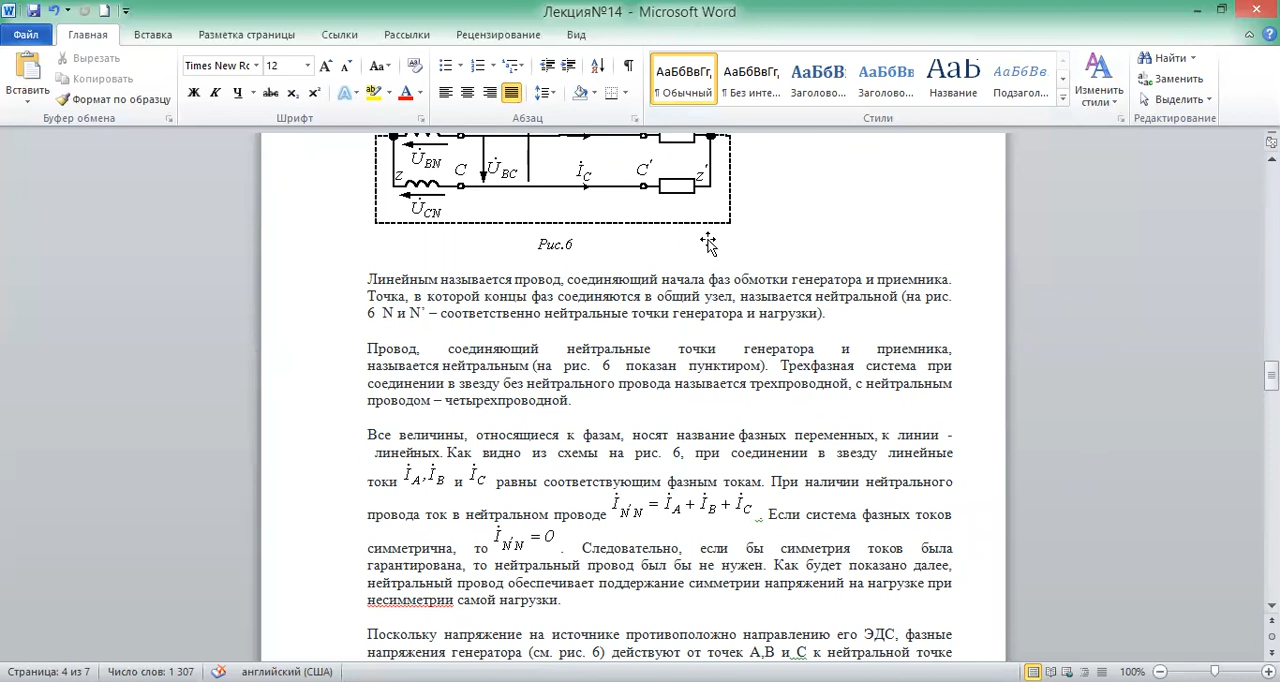 Лекция№14 - Microsoft Word
Файл Главная Вставка Разметка страницы Ссылки Рассылки Рецензирование Вид
Вставить
Вырезать
Копировать
Формат по образцу
Буфер обмена
Times New Rc 12
Ж К Ч abc x₂ x²
Шрифт
Абзац
АаБбВвГг, АаБбВвГг, АаБбВ АаБбВв АаБ АаБбВв.
¶ Обычный ¶ Без инте... Заголово... Заголово... Название Подзагол...
Стили
Изменить стили
Найти
Заменить
Выделить
Редактирование
U̇BN
z C U̇BC İC C′ z′
U̇CN
Рис.6
Линейным называется провод, соединяющий начала фаз обмотки генератора и приемника.
Точка, в которой концы фаз соединяются в общий узел, называется нейтральной (на рис.
6 N и N’ – соответственно нейтральные точки генератора и нагрузки).
Провод, соединяющий нейтральные точки генератора и приемника,
называется нейтральным (на рис. 6 показан пунктиром). Трехфазная система при
соединении в звезду без нейтрального провода называется трехпроводной, с нейтральным
проводом – четырехпроводной.
Все величины, относящиеся к фазам, носят название фазных переменных, к линии -
линейных. Как видно из схемы на рис. 6, при соединении в звезду линейные
токи İA, İB и İC равны соответствующим фазным токам. При наличии нейтрального
провода ток в нейтральном проводе İN′N = İA + İB + İC . Если система фазных токов
симметрична, то İN′N = 0 . Следовательно, если бы симметрия токов была
гарантирована, то нейтральный провод был бы не нужен. Как будет показано далее,
нейтральный провод обеспечивает поддержание симметрии напряжений на нагрузке при
несимметрии самой нагрузки.
Поскольку напряжение на источнике противоположно направлению его ЭДС, фазные
напряжения генератора (см. рис. 6) действуют от точек А,В и С к нейтральной точке
Страница: 4 из 7 Число слов: 1 307 английский (США) 100%